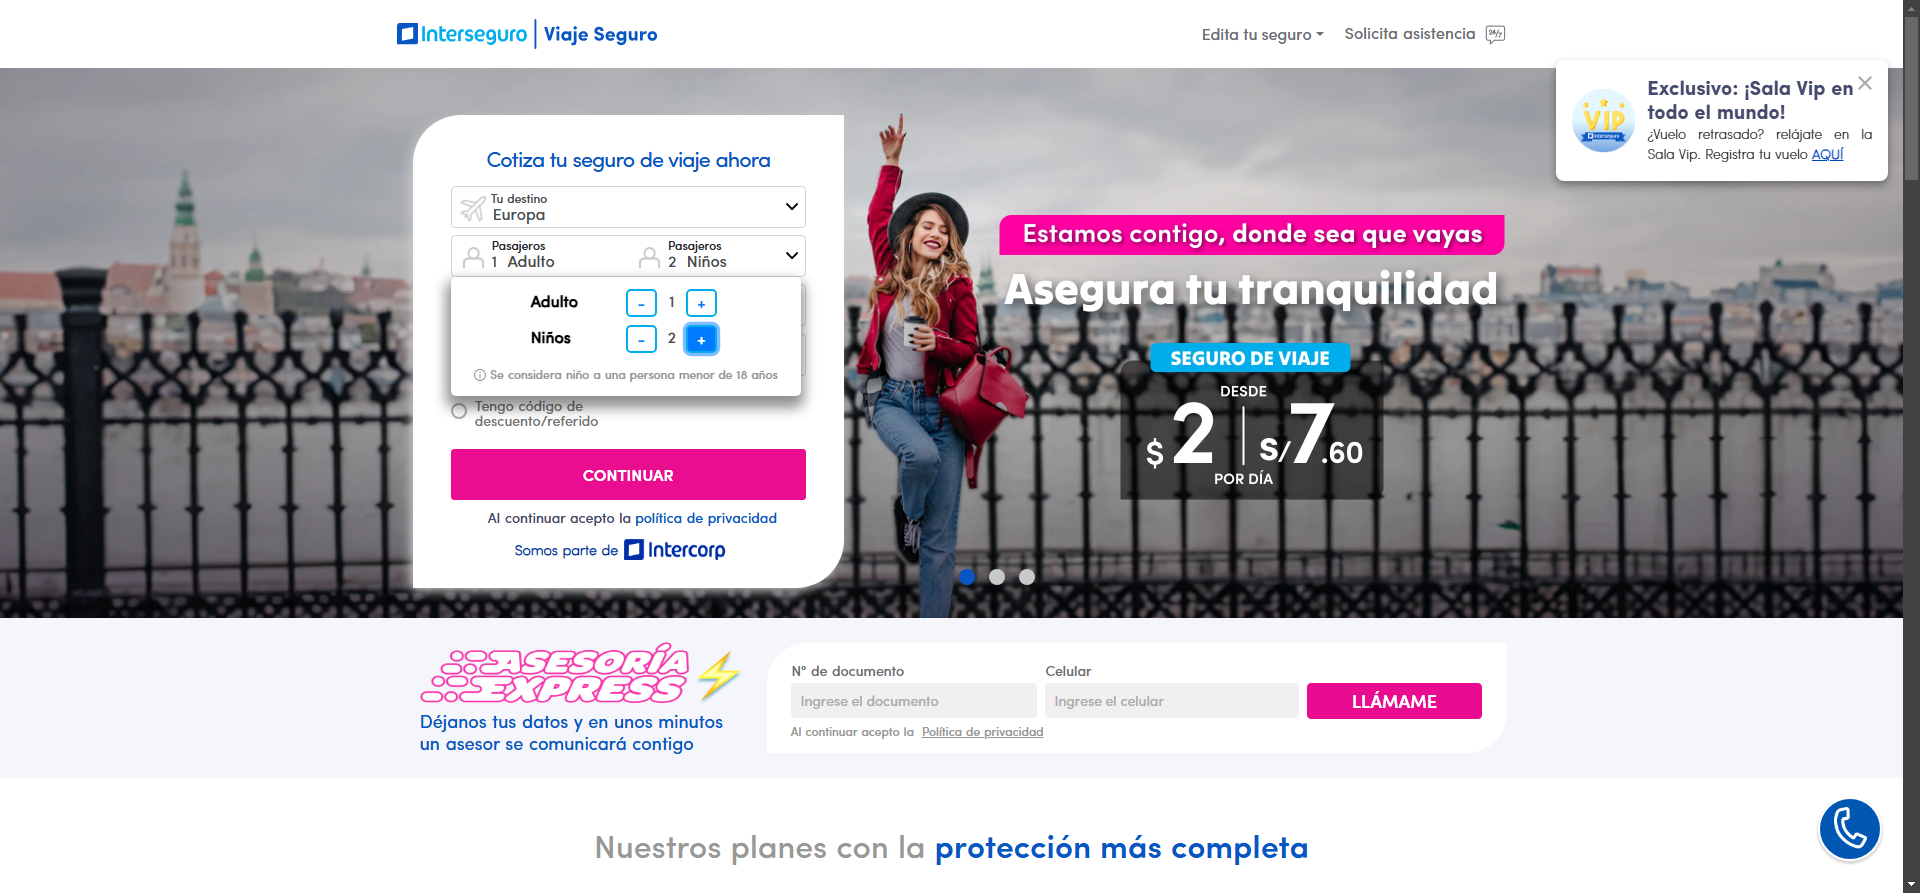 Interseguro | Viaje Seguro
Edita tu seguro
Solicita asistencia
24/7
Exclusivo: ¡Sala Vip en
todo el mundo!
¿Vuelo retrasado? relájate en la
Sala Vip. Registra tu vuelo AQUÍ
VIP
Interseguro
Cotiza tu seguro de viaje ahora
Tu destino
Europa
Pasajeros
1 Adulto
Pasajeros
2 Niños
Adulto - 1 +
Niños - 2 +
Se considera niño a una persona menor de 18 años
Tengo código de
descuento/referido
CONTINUAR
Al continuar acepto la política de privacidad
Somos parte de Intercorp
Estamos contigo, donde sea que vayas
Asegura tu tranquilidad
SEGURO DE VIAJE
DESDE
$ 2 | S/7.60
POR DÍA
ASESORÍA
EXPRESS
Déjanos tus datos y en unos minutos
un asesor se comunicará contigo
N° de documento
Ingrese el documento
Celular
Ingrese el celular
LLÁMAME
Al continuar acepto la Política de privacidad
Nuestros planes con la protección más completa